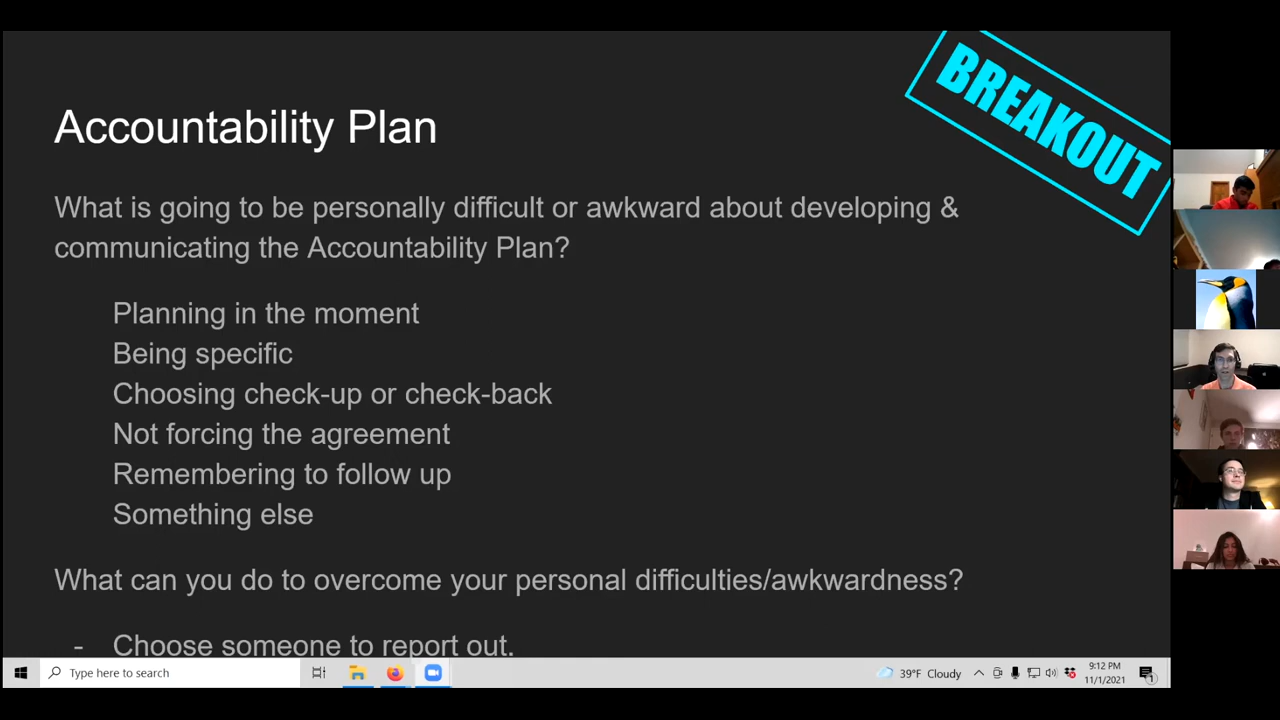 BREAKOUT
Accountability Plan
What is going to be personally difficult or awkward about developing &
communicating the Accountability Plan?
Planning in the moment
Being specific
Choosing check-up or check-back
Not forcing the agreement
Remembering to follow up
Something else
What can you do to overcome your personal difficulties/awkwardness?
- Choose someone to report out.
Type here to search
39°F Cloudy
9:12 PM
11/1/2021
1